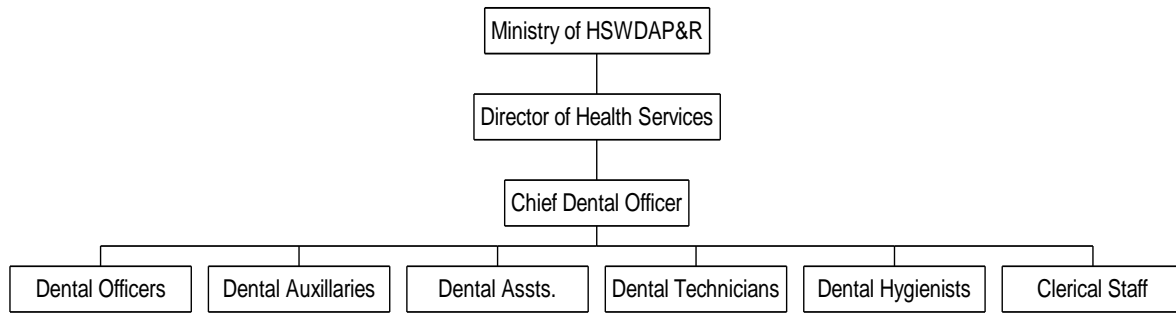 Ministry of HSWDAP&R
Director of Health Services
Chief Dental Officer
Dental Officers
Dental Auxillaries
Dental Assts.
Dental Technicians
Dental Hygienists
Clerical Staff